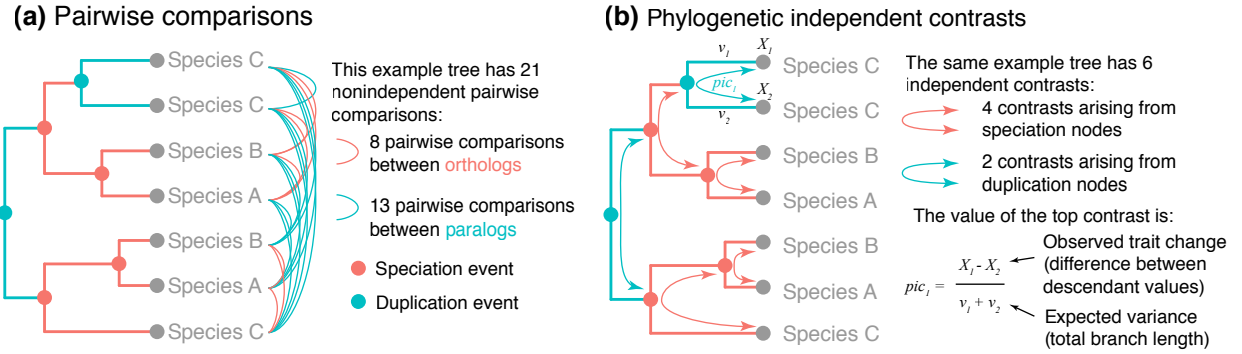 (a) Pairwise comparisons
Species C
Species C
Species B
Species A
Species B
Species A
Species C
This example tree has 21
nonindependent pairwise
comparisons:
8 pairwise comparisons
between orthologs
13 pairwise comparisons
between paralogs
Speciation event
Duplication event
(b) Phylogenetic independent contrasts
v1
X1
pic1
X2
v2
Species C
Species C
Species B
Species A
Species B
Species A
Species C
The same example tree has 6
independent contrasts:
4 contrasts arising from
speciation nodes
2 contrasts arising from
duplication nodes
The value of the top contrast is:
pic1 =
X1 - X2
v1 + v2
Observed trait change
(difference between
descendant values)
Expected variance
(total branch length)